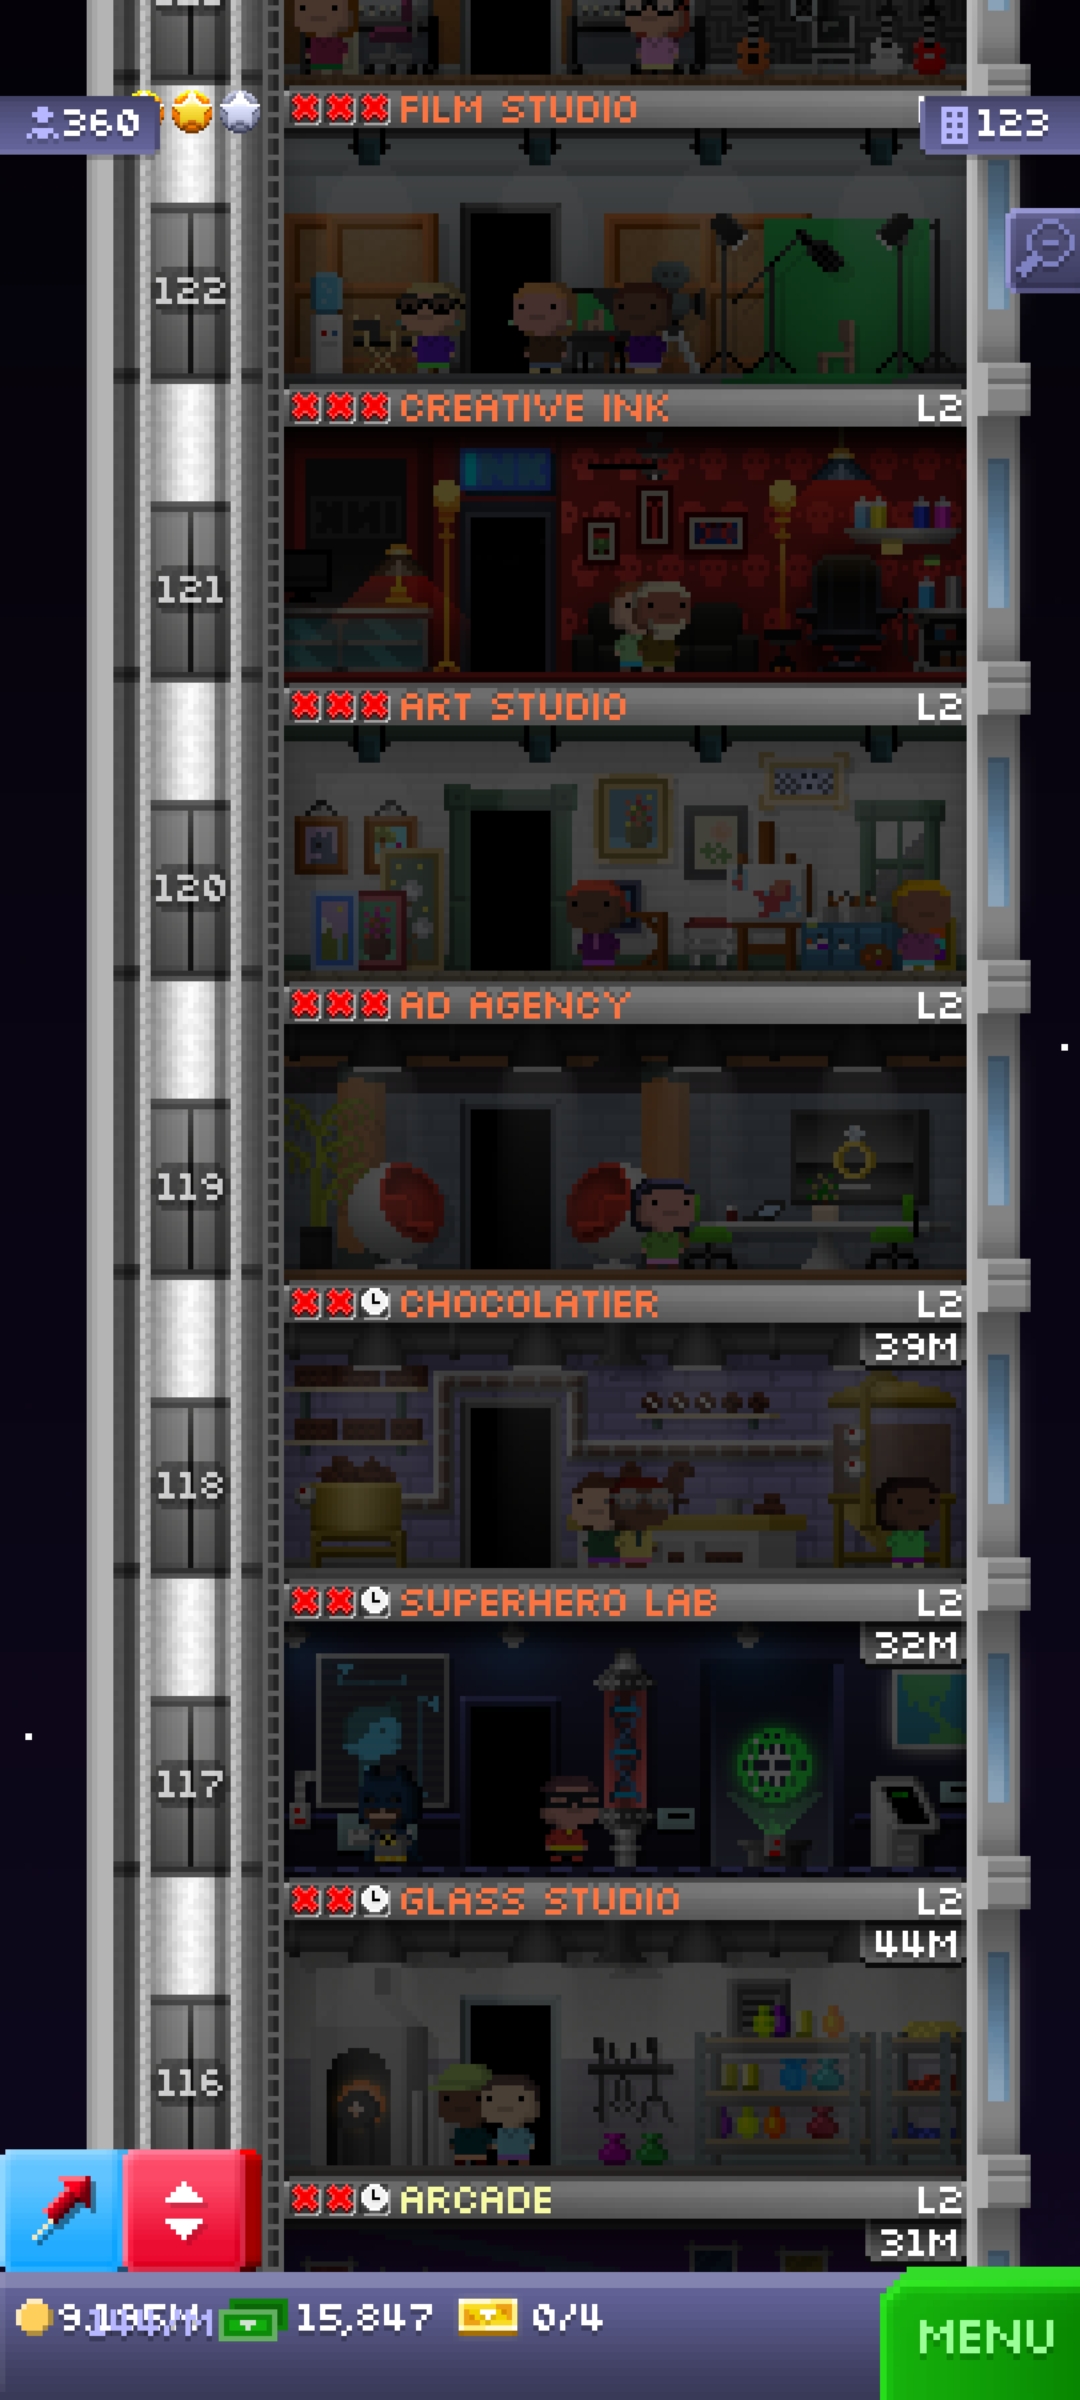 360
123
FILM STUDIO
122
CREATIVE INK L2
INK
121
ART STUDIO L2
120
AD AGENCY L2
119
CHOCOLATIER L2
39M
118
SUPERHERO LAB L2
32M
117
GLASS STUDIO L2
44M
116
ARCADE L2
31M
15,847
0/4
MENU